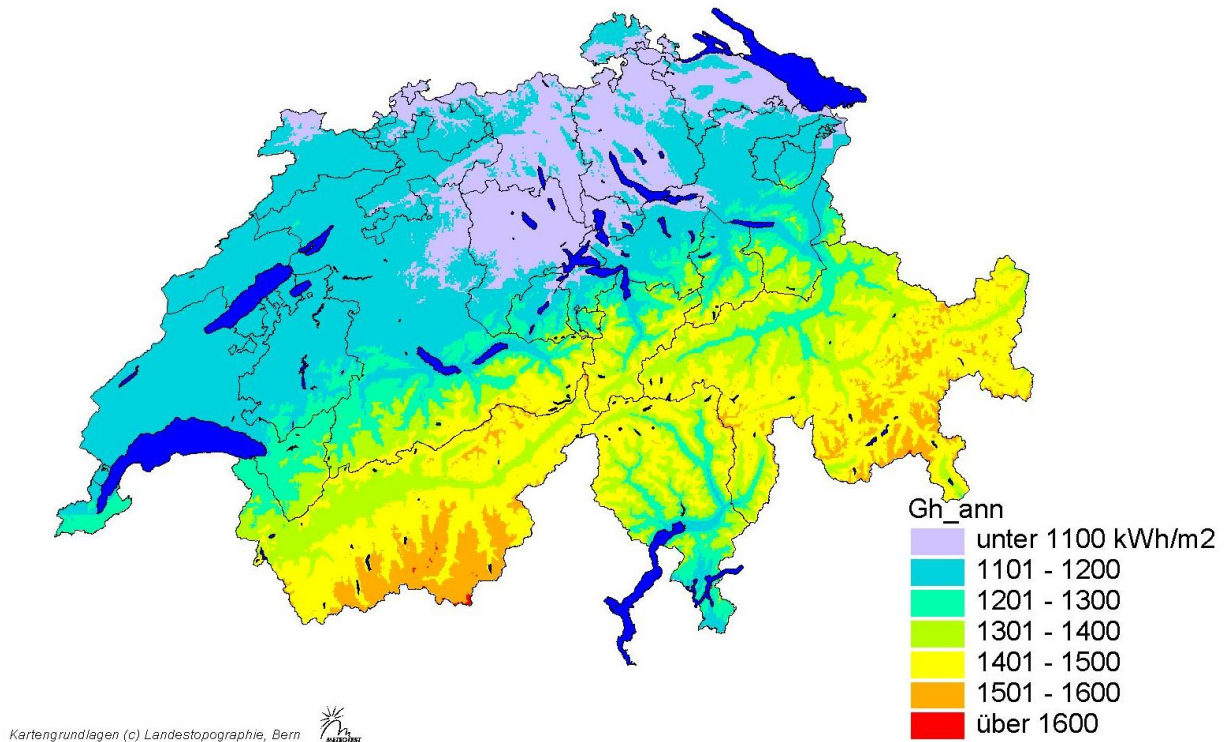 Gh_ann
unter 1100 kWh/m2
1101 - 1200
1201 - 1300
1301 - 1400
1401 - 1500
1501 - 1600
über 1600
Kartengrundlagen (c) Landestopographie, Bern
METEOTEST